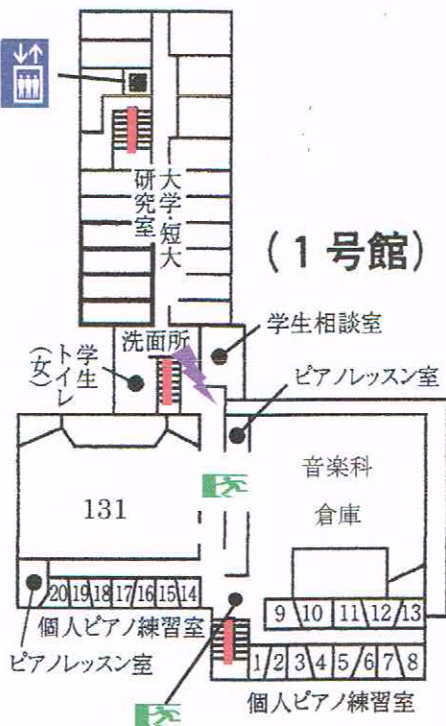 大学・短大
研究室
(1号館)
洗面所
学生相談室
学生
トイレ
(女)
ピアノレッスン室
音楽科
倉庫
131
20 19 18 17 16 15 14
個人ピアノ練習室
ピアノレッスン室
9 10 11 12 13
1 2 3 4 5 6 7 8
個人ピアノ練習室